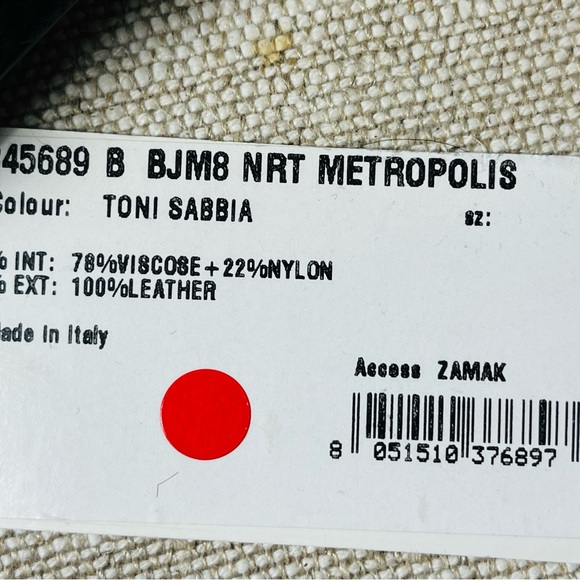 45689 B BJM8 NRT METROPOLIS
Colour: TONI SABBIA sz:
% INT: 78%VISCOSE+22%NYLON
% EXT: 100%LEATHER
Made in Italy
Access ZAMAK
8 051510 376897